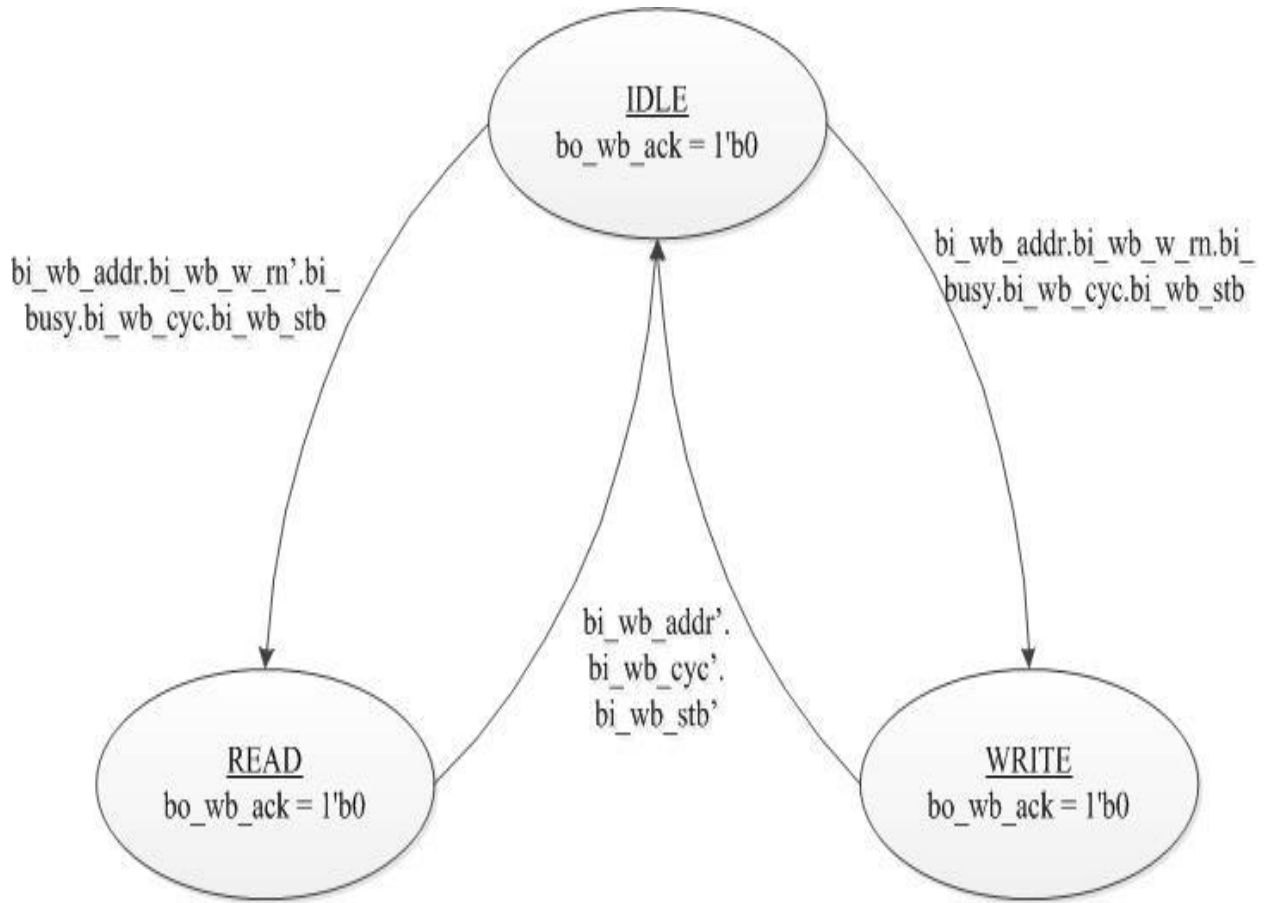 IDLE
bo_wb_ack = 1'b0
bi_wb_addr.bi_wb_w_rn’.bi_
busy.bi_wb_cyc.bi_wb_stb
bi_wb_addr.bi_wb_w_rn.bi_
busy.bi_wb_cyc.bi_wb_stb
bi_wb_addr’.
bi_wb_cyc’.
bi_wb_stb’
READ
bo_wb_ack = 1'b0
WRITE
bo_wb_ack = 1'b0